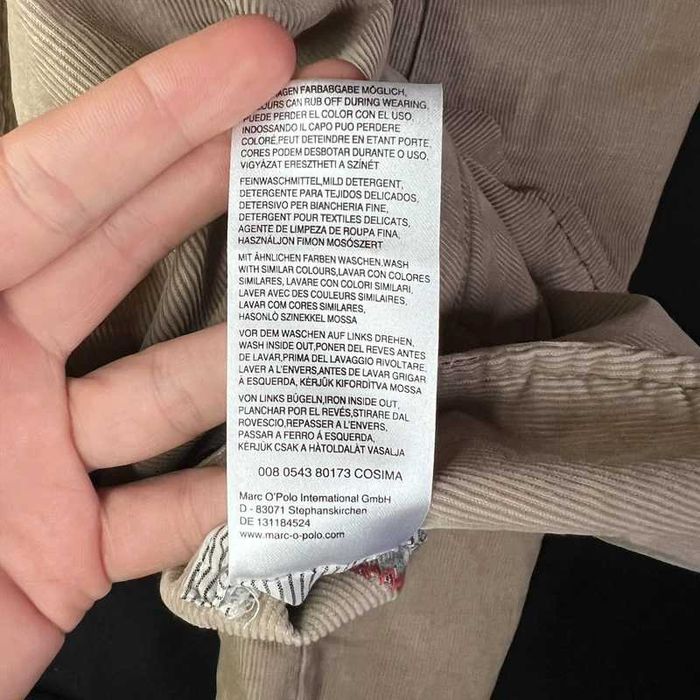 AGEN FARBABGABE MÖGLICH,
OURS CAN RUB OFF DURING WEARING,
PUEDE PERDER EL COLOR CON EL USO,
INDOSSANDO IL CAPO PUO PERDERE
COLORE,PEUT DETEINDRE EN ETANT PORTE,
CORES PODEM DESBOTAR DURANTE O USO,
VIGYÁZAT ERESZTHETI A SZÍNÉT
FEINWASCHMITTEL,MILD DETERGENT,
DETERGENTE PARA TEJIDOS DELICADOS,
DETERSIVO PER BIANCHERIA FINE,
DETERGENT POUR TEXTILES DELICATS,
AGENTE DE LIMPEZA DE ROUPA FINA,
HASZNÁLJON FIMON MOSÓSZERT
MIT ÄHNLICHEN FARBEN WASCHEN,WASH
WITH SIMILAR COLOURS,LAVAR CON COLORES
SIMILARES, LAVARE CON COLORI SIMILARI,
LAVER AVEC DES COULEURS SIMILAIRES,
LAVAR COM CORES SIMILARES,
HASONLÓ SZINEKKEL MOSSA
VOR DEM WASCHEN AUF LINKS DREHEN,
WASH INSIDE OUT,PONER DEL REVES ANTES
DE LAVAR,PRIMA DEL LAVAGGIO RIVOLTARE,
LAVER A L'ENVERS,ANTES DE LAVAR GRIGAR
Á ESQUERDA, KÉRJÜK KIFORDÍTVA MOSSA
VON LINKS BÜGELN,IRON INSIDE OUT,
PLANCHAR POR EL REVÉS,STIRARE DAL
ROVESCIO,REPASSER A L'ENVERS,
PASSAR A FERRO Á ESQUERDA,
KÉRJÜK CSAK A HÀTOLDALÁT VASALJA
008 0543 80173 COSIMA
Marc O'Polo International GmbH
D - 83071 Stephanskirchen
DE 131184524
www.marc-o-polo.com